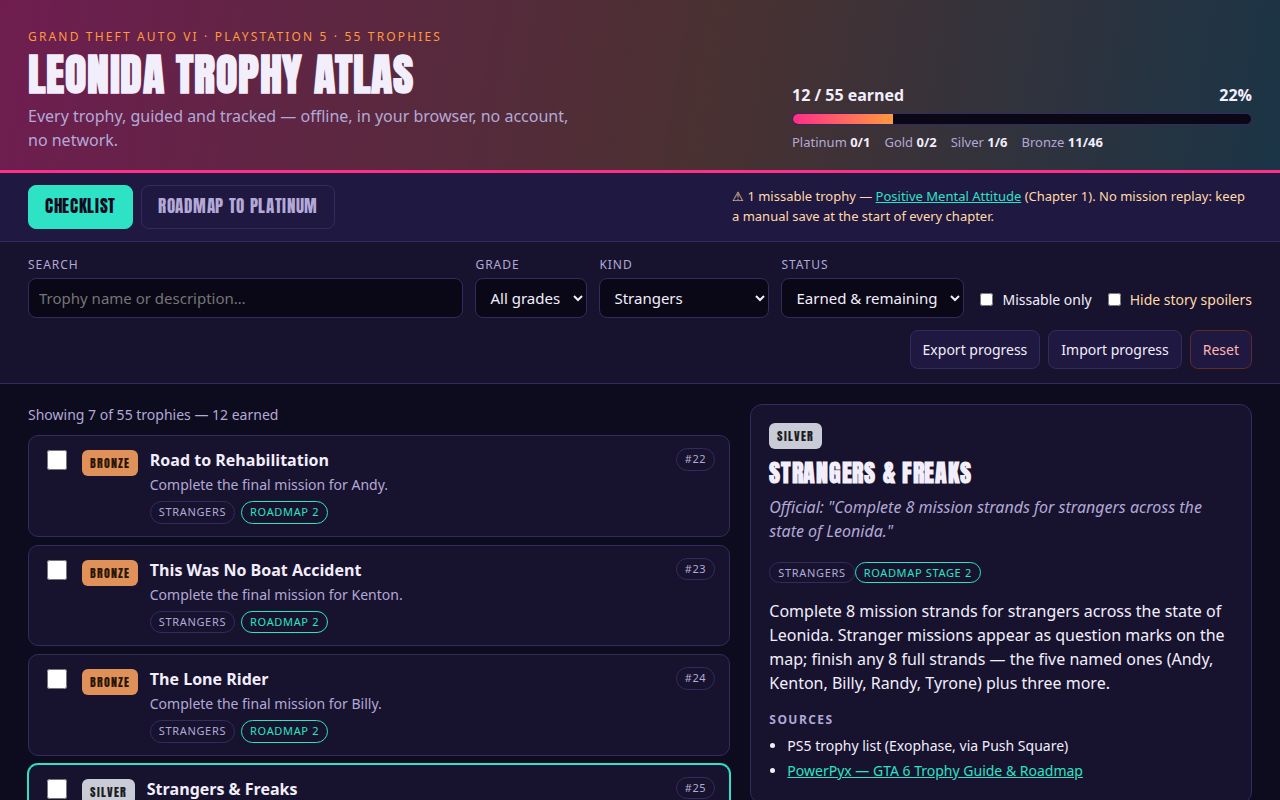 GRAND THEFT AUTO VI · PLAYSTATION 5 · 55 TROPHIES
LEONIDA TROPHY ATLAS
Every trophy, guided and tracked — offline, in your browser, no account,
no network.
12 / 55 earned 22%
Platinum 0/1 Gold 0/2 Silver 1/6 Bronze 11/46
CHECKLIST
ROADMAP TO PLATINUM
⚠ 1 missable trophy — Positive Mental Attitude (Chapter 1). No mission replay: keep
a manual save at the start of every chapter.
SEARCH
Trophy name or description...
GRADE
All grades
KIND
Strangers
STATUS
Earned & remaining
Missable only
Hide story spoilers
Export progress
Import progress
Reset
Showing 7 of 55 trophies — 12 earned
BRONZE
Road to Rehabilitation
#22
Complete the final mission for Andy.
STRANGERS
ROADMAP 2
BRONZE
This Was No Boat Accident
#23
Complete the final mission for Kenton.
STRANGERS
ROADMAP 2
BRONZE
The Lone Rider
#24
Complete the final mission for Billy.
STRANGERS
ROADMAP 2
SILVER
Strangers & Freaks
#25
SILVER
STRANGERS & FREAKS
Official: "Complete 8 mission strands for strangers across the
state of Leonida."
STRANGERS
ROADMAP STAGE 2
Complete 8 mission strands for strangers across the state of
Leonida. Stranger missions appear as question marks on the
map; finish any 8 full strands — the five named ones (Andy,
Kenton, Billy, Randy, Tyrone) plus three more.
SOURCES
• PS5 trophy list (Exophase, via Push Square)
• PowerPyx — GTA 6 Trophy Guide & Roadmap